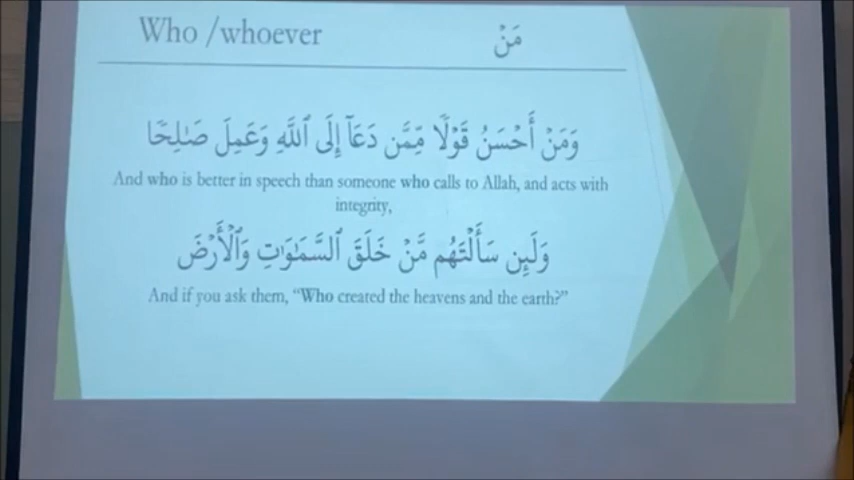 Who /whoever مَنْ
وَمَنْ أَحْسَنُ قَوْلًا مِّمَّن دَعَآ إِلَى ٱللَّهِ وَعَمِلَ صَـٰلِحًا
And who is better in speech than someone who calls to Allah, and acts with
integrity,
وَلَئِن سَأَلْتَهُم مَّنْ خَلَقَ ٱلسَّمَـٰوَٰتِ وَٱلْأَرْضَ
And if you ask them, “Who created the heavens and the earth?”